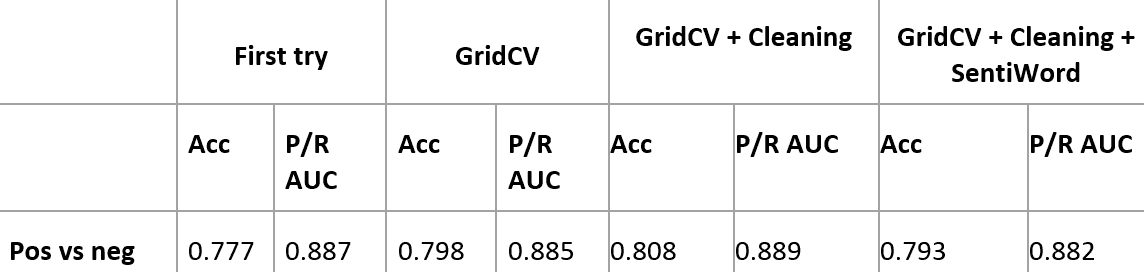 First try GridCV GridCV + Cleaning GridCV + Cleaning +
SentiWord
Acc P/R Acc P/R Acc P/R AUC Acc P/R AUC
AUC AUC
Pos vs neg 0.777 0.887 0.798 0.885 0.808 0.889 0.793 0.882